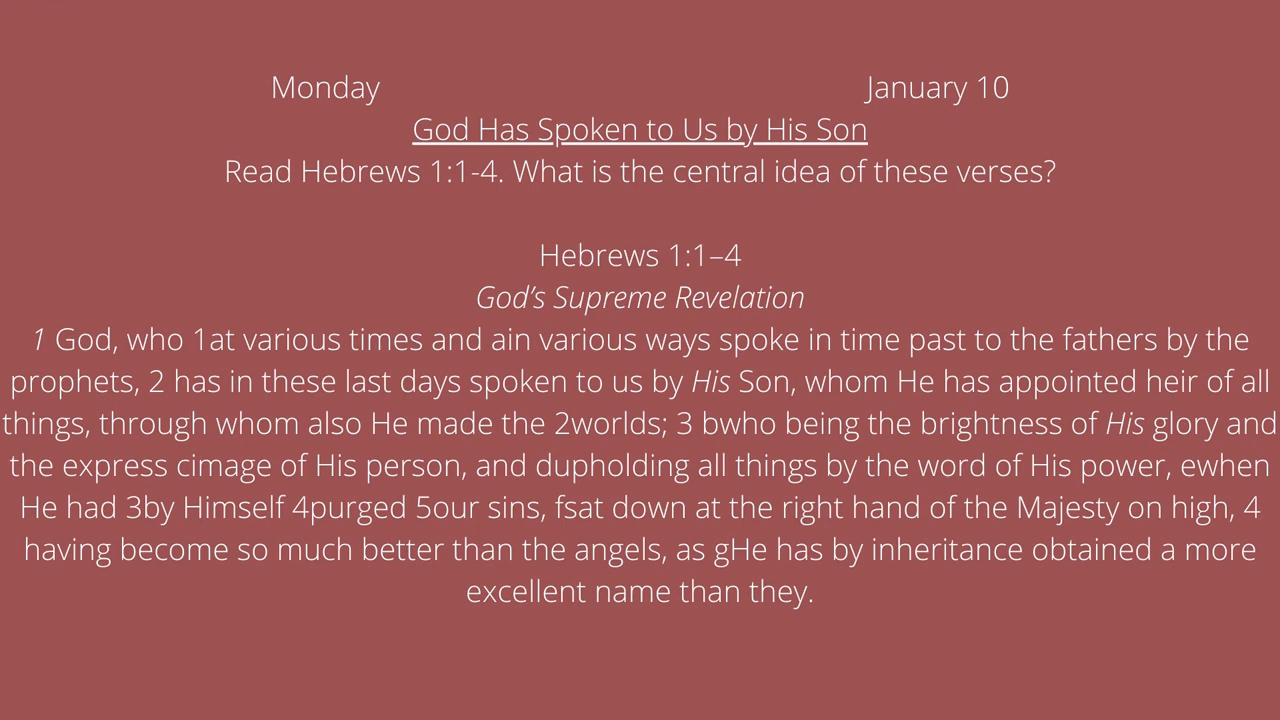 Monday January 10
God Has Spoken to Us by His Son
Read Hebrews 1:1-4. What is the central idea of these verses?
Hebrews 1:1–4
God’s Supreme Revelation
1 God, who 1at various times and ain various ways spoke in time past to the fathers by the
prophets, 2 has in these last days spoken to us by His Son, whom He has appointed heir of all
things, through whom also He made the 2worlds; 3 bwho being the brightness of His glory and
the express cimage of His person, and dupholding all things by the word of His power, ewhen
He had 3by Himself 4purged 5our sins, fsat down at the right hand of the Majesty on high, 4
having become so much better than the angels, as gHe has by inheritance obtained a more
excellent name than they.